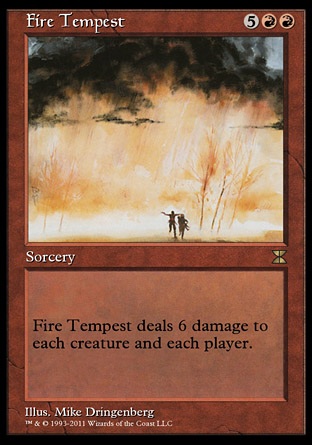 Fire Tempest 5
Sorcery
Fire Tempest deals 6 damage to
each creature and each player.
Illus. Mike Dringenberg
™ & © 1993-2011 Wizards of the Coast LLC